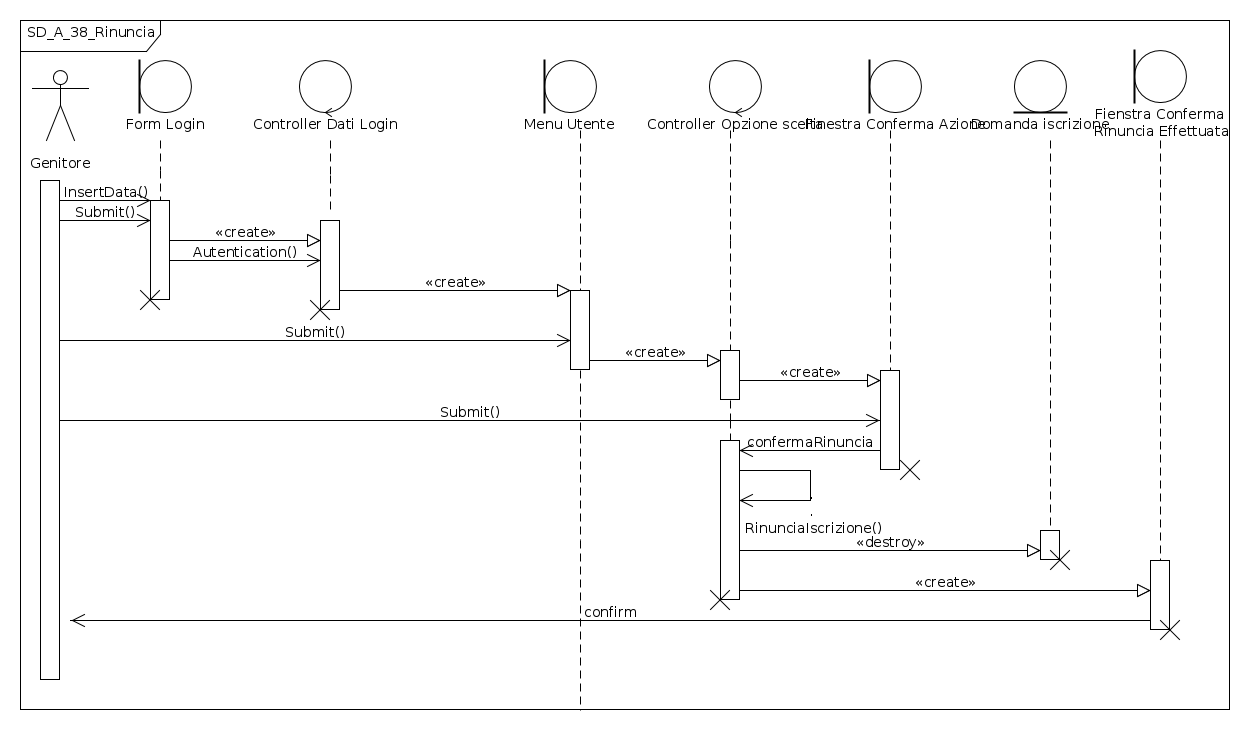 SD_A_38_Rinuncia
Genitore
Form Login
Controller Dati Login
Menu Utente
Controller Opzione scelta
Finestra Conferma Azione
Domanda iscrizione
Fienstra Conferma
Rinuncia Effettuata
InsertData()
Submit()
«create»
Autentication()
«create»
Submit()
«create»
«create»
Submit()
confermaRinuncia
RinunciaIscrizione()
«destroy»
«create»
confirm